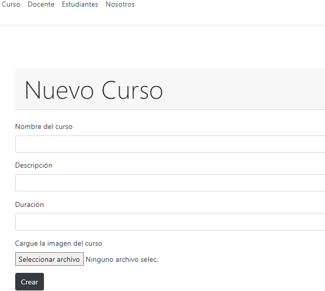 Curso Docente Estudiantes Nosotros
Nuevo Curso
Nombre del curso
Descripción
Duración
Cargue la imagen del curso
Seleccionar archivo Ninguno archivo selec.
Crear